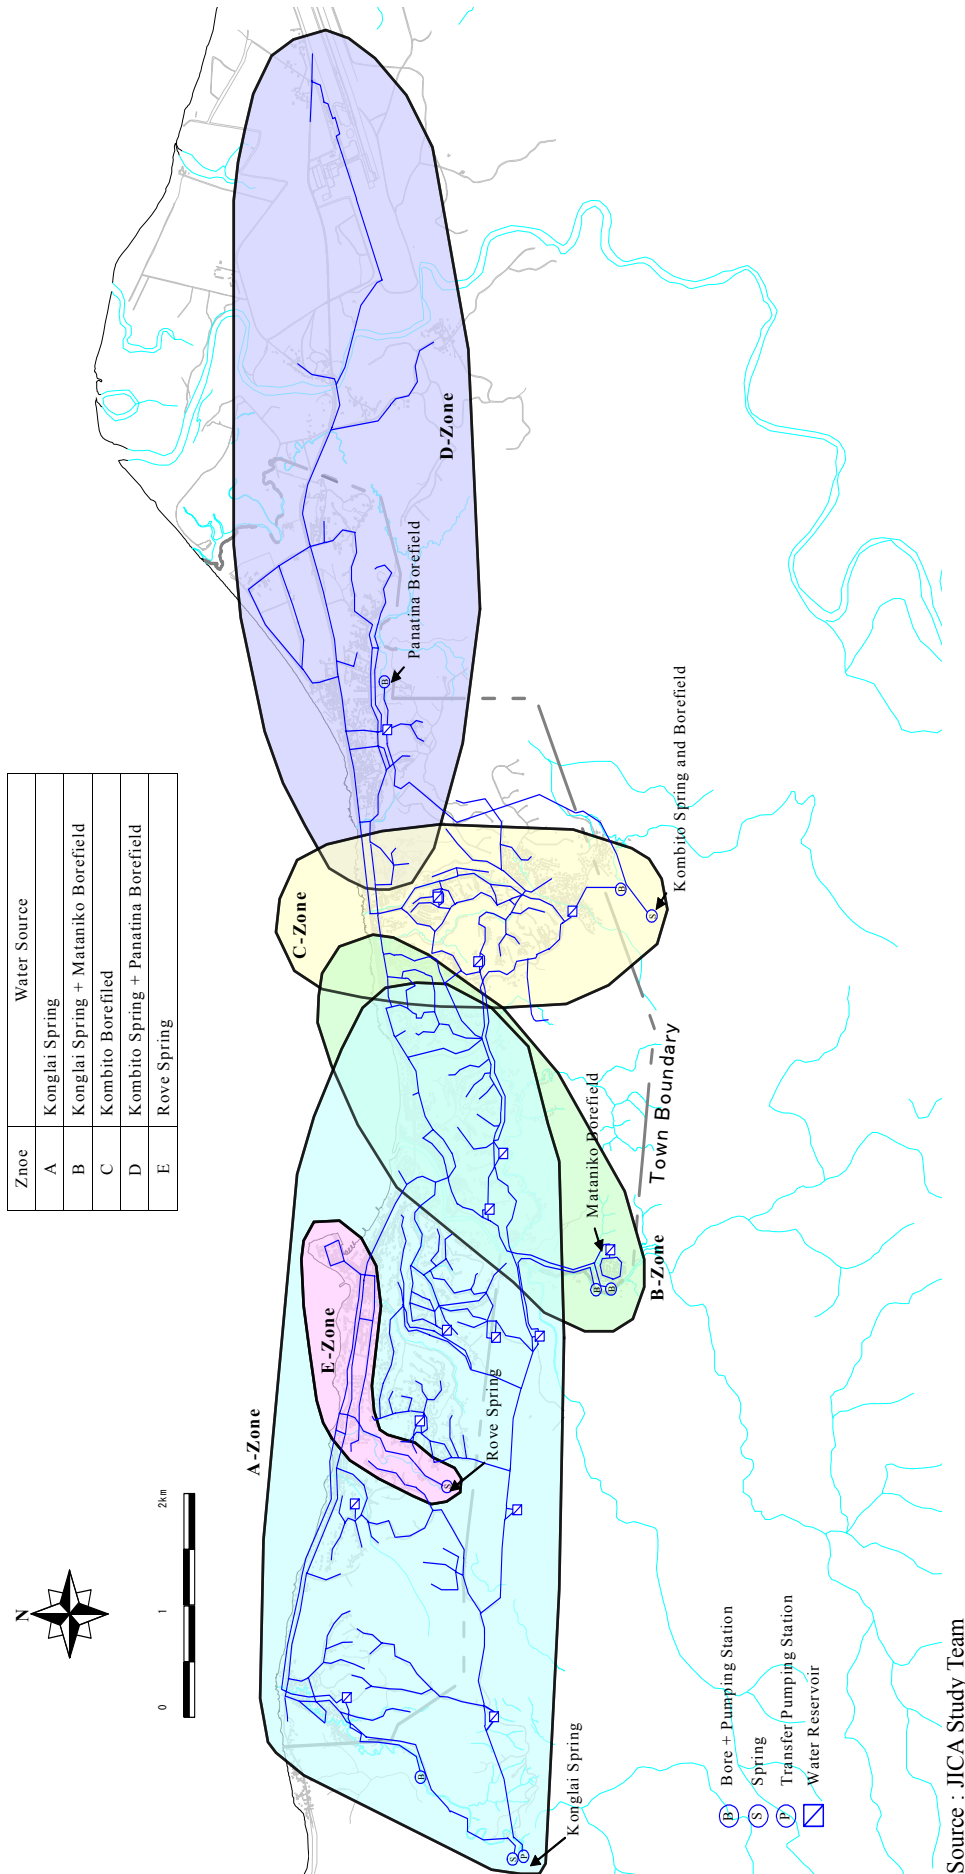 Znoe Water Source
A Konglai Spring
B Konglai Spring + Mataniko Borefield
C Kombito Borefiled
D Kombito Spring + Panatina Borefield
E Rove Spring
N
0 1 2km
A-Zone
E-Zone
C-Zone
D-Zone
B-Zone
Panatina Borefield
Kombito Spring and Borefield
Mataniko Borefield
Town Boundary
Rove Spring
Konglai Spring
B
B
B
B
B
S
S
S
P
B Bore + Pumping Station
S Spring
P Transfer Pumping Station
Water Reservoir
Source : JICA Study Team